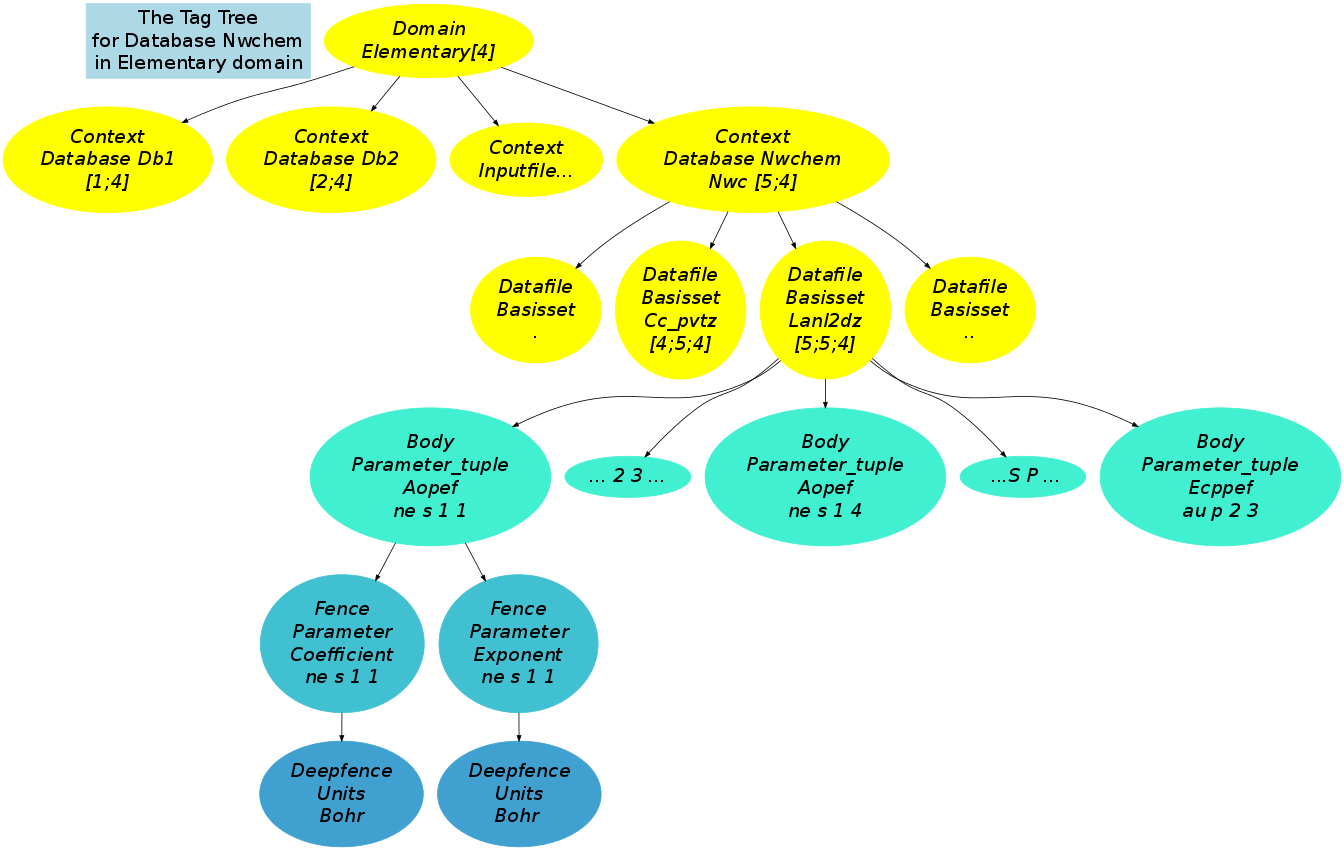 The Tag Tree
for Database Nwchem
in Elementary domain
Domain
Elementary[4]
Context
Database Db1
[1;4]
Context
Database Db2
[2;4]
Context
Inputfile...
Context
Database Nwchem
Nwc [5;4]
Datafile
Basisset
.
Datafile
Basisset
Cc_pvtz
[4;5;4]
Datafile
Basisset
Lanl2dz
[5;5;4]
Datafile
Basisset
..
Body
Parameter_tuple
Aopef
ne s 1 1
... 2 3 ...
Body
Parameter_tuple
Aopef
ne s 1 4
...S P ...
Body
Parameter_tuple
Ecppef
au p 2 3
Fence
Parameter
Coefficient
ne s 1 1
Fence
Parameter
Exponent
ne s 1 1
Deepfence
Units
Bohr
Deepfence
Units
Bohr